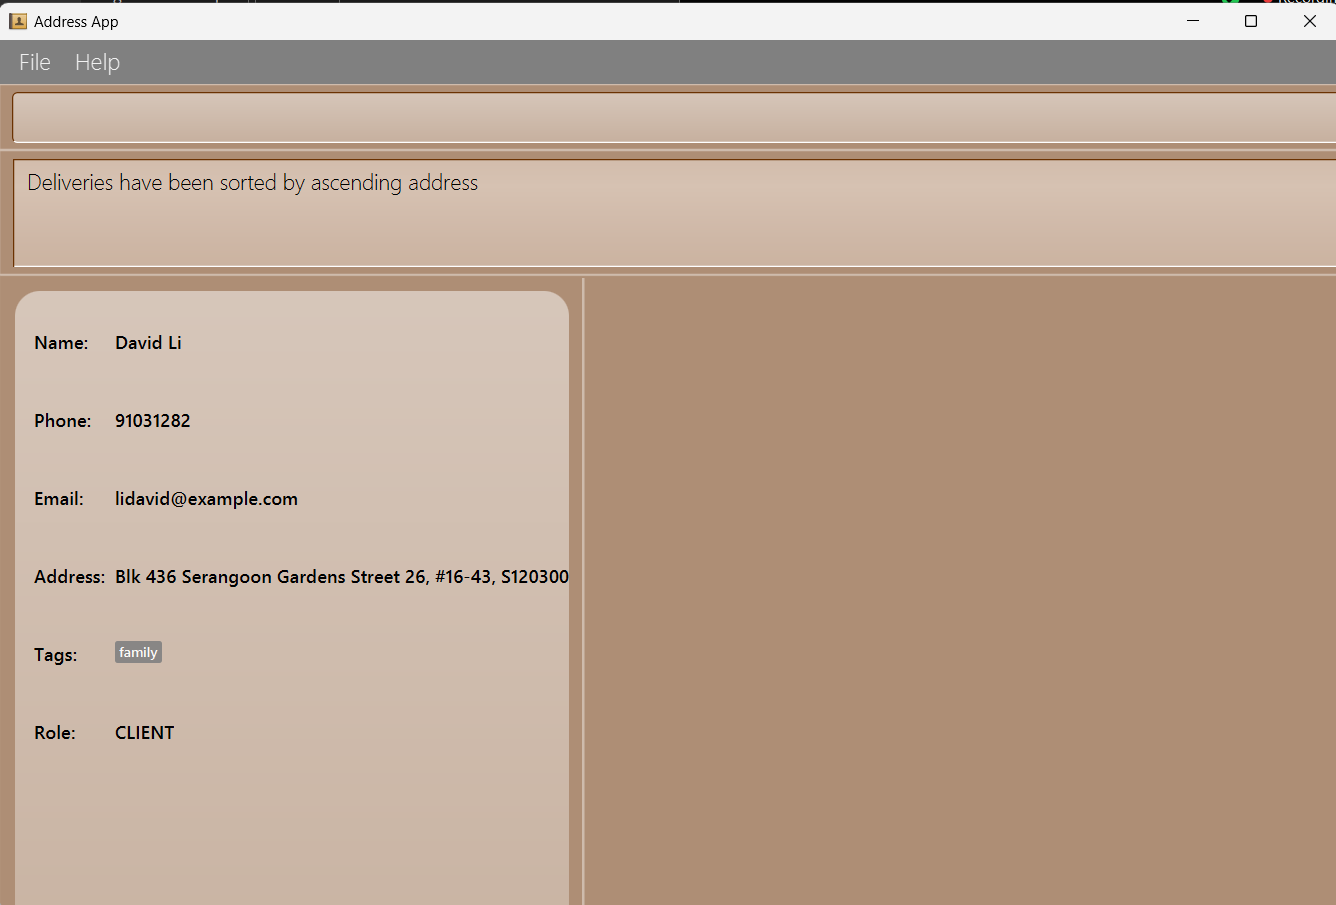 Address App
File Help
Deliveries have been sorted by ascending address
Name: David Li
Phone: 91031282
Email: lidavid@example.com
Address: Blk 436 Serangoon Gardens Street 26, #16-43, S120300
Tags: family
Role: CLIENT